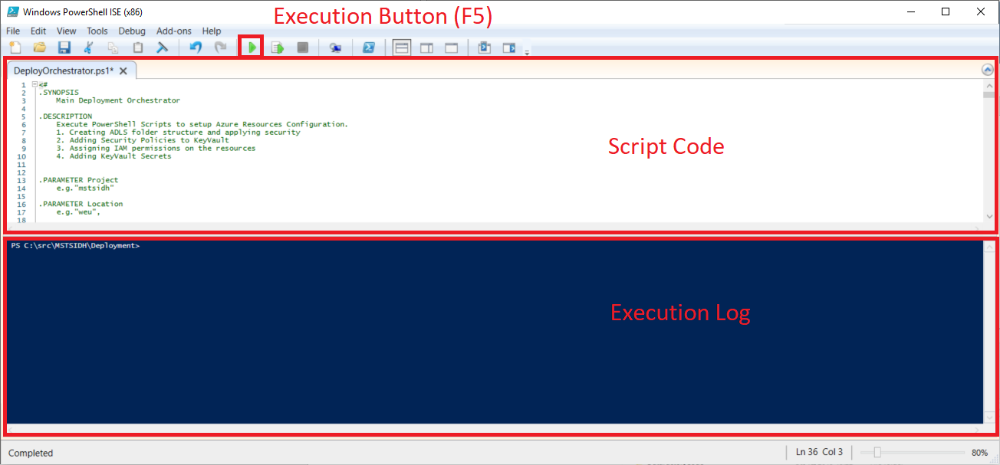 Windows PowerShell ISE (x86)
Execution Button (F5)
File Edit View Tools Debug Add-ons Help
DeployOrchestrator.ps1*
1 <#
2 .SYNOPSIS
3 Main Deployment Orchestrator
4
5 .DESCRIPTION
6 Execute PowerShell Scripts to setup Azure Resources Configuration.
7 1. Creating ADLS folder structure and applying security
8 2. Adding Security Policies to KeyVault
9 3. Assigning IAM permissions on the resources
10 4. Adding KeyVault Secrets
11
12
13 .PARAMETER Project
14 e.g."mstsidh"
15
16 .PARAMETER Location
17 e.g."weu",
18
Script Code
PS C:\src\MSTSIDH\Deployment>
Execution Log
Completed
Ln 36 Col 3
80%